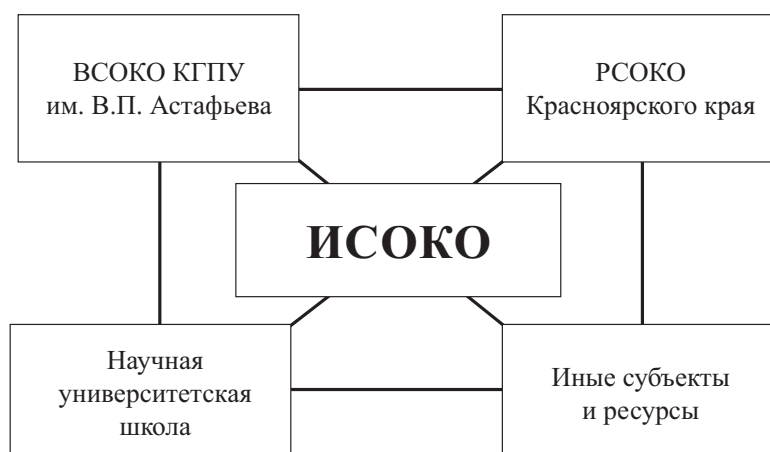 ВСОКО КГПУ
им. В.П. Астафьева
РСОКО
Красноярского края
ИСОКО
Научная
университетская
школа
Иные субъекты
и ресурсы